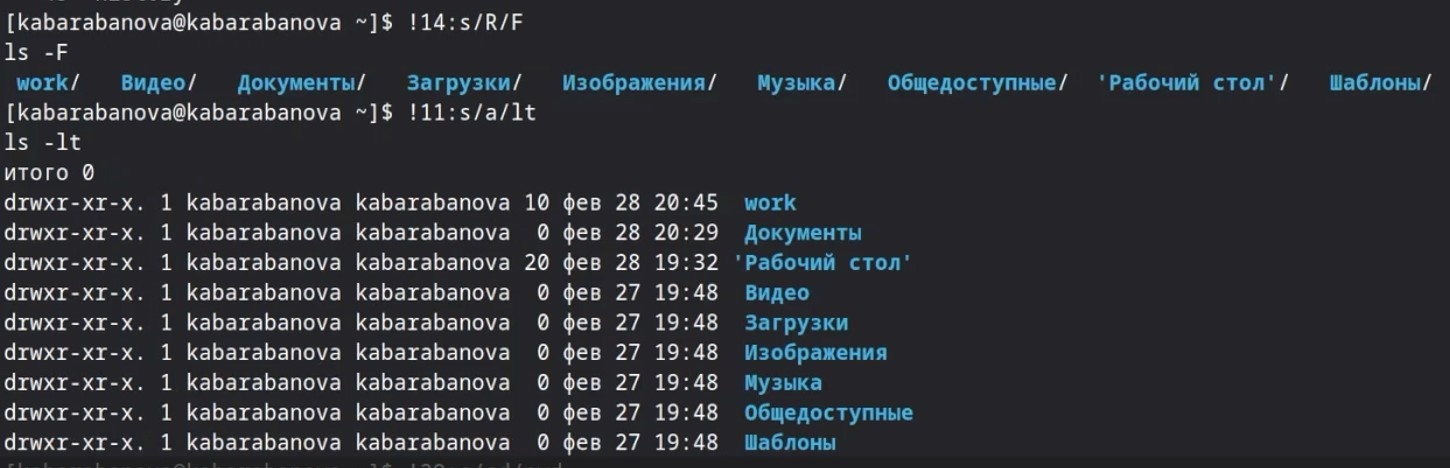 [kabarabanova@kabarabanova ~]$ !14:s/R/F
ls -F
work/ Видео/ Документы/ Загрузки/ Изображения/ Музыка/ Общедоступные/ 'Рабочий стол'/ Шаблоны/
[kabarabanova@kabarabanova ~]$ !11:s/a/lt
ls -lt
итого 0
drwxr-xr-x. 1 kabarabanova kabarabanova 10 фев 28 20:45 work
drwxr-xr-x. 1 kabarabanova kabarabanova 0 фев 28 20:29 Документы
drwxr-xr-x. 1 kabarabanova kabarabanova 20 фев 28 19:32 'Рабочий стол'
drwxr-xr-x. 1 kabarabanova kabarabanova 0 фев 27 19:48 Видео
drwxr-xr-x. 1 kabarabanova kabarabanova 0 фев 27 19:48 Загрузки
drwxr-xr-x. 1 kabarabanova kabarabanova 0 фев 27 19:48 Изображения
drwxr-xr-x. 1 kabarabanova kabarabanova 0 фев 27 19:48 Музыка
drwxr-xr-x. 1 kabarabanova kabarabanova 0 фев 27 19:48 Общедоступные
drwxr-xr-x. 1 kabarabanova kabarabanova 0 фев 27 19:48 Шаблоны